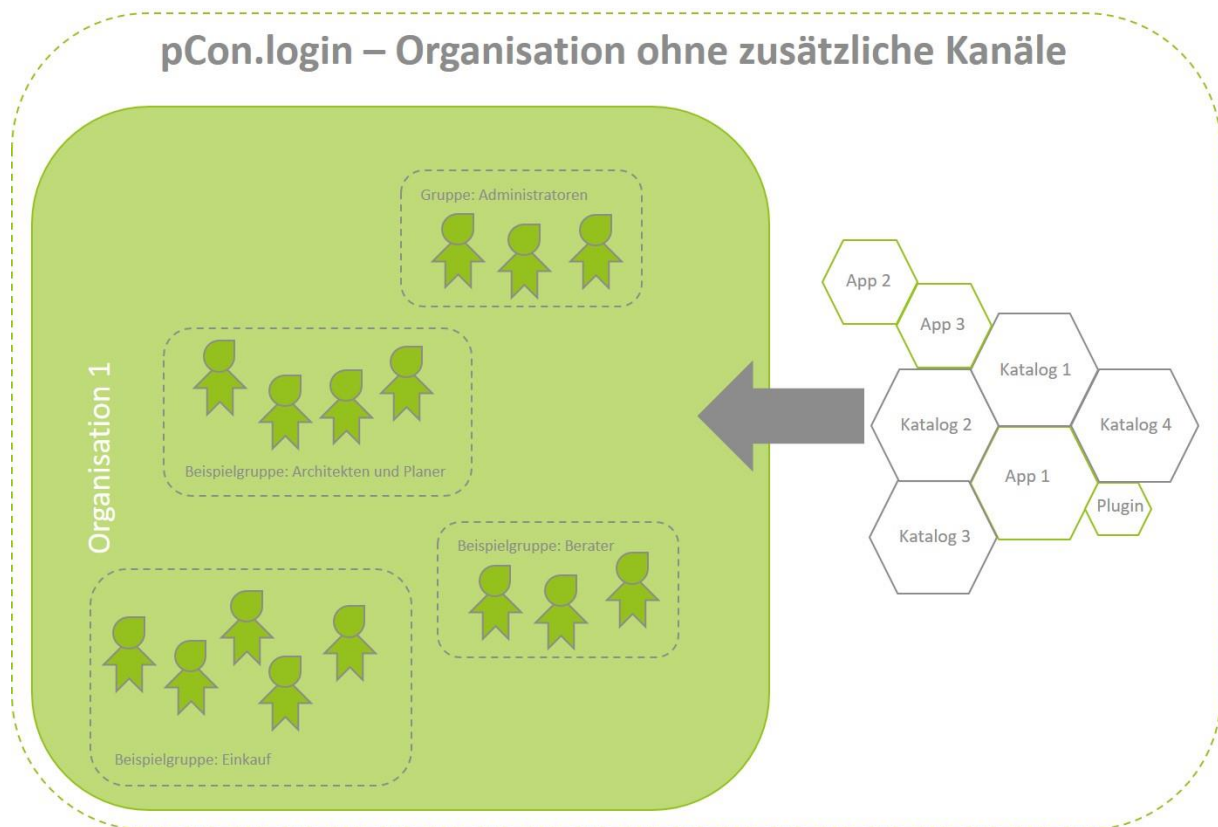 pCon.login – Organisation ohne zusätzliche Kanäle
Organisation 1
Gruppe: Administratoren
Beispielgruppe: Architekten und Planer
Beispielgruppe: Berater
Beispielgruppe: Einkauf
App 2
App 3
Katalog 1
Katalog 2
Katalog 4
App 1
Plugin
Katalog 3